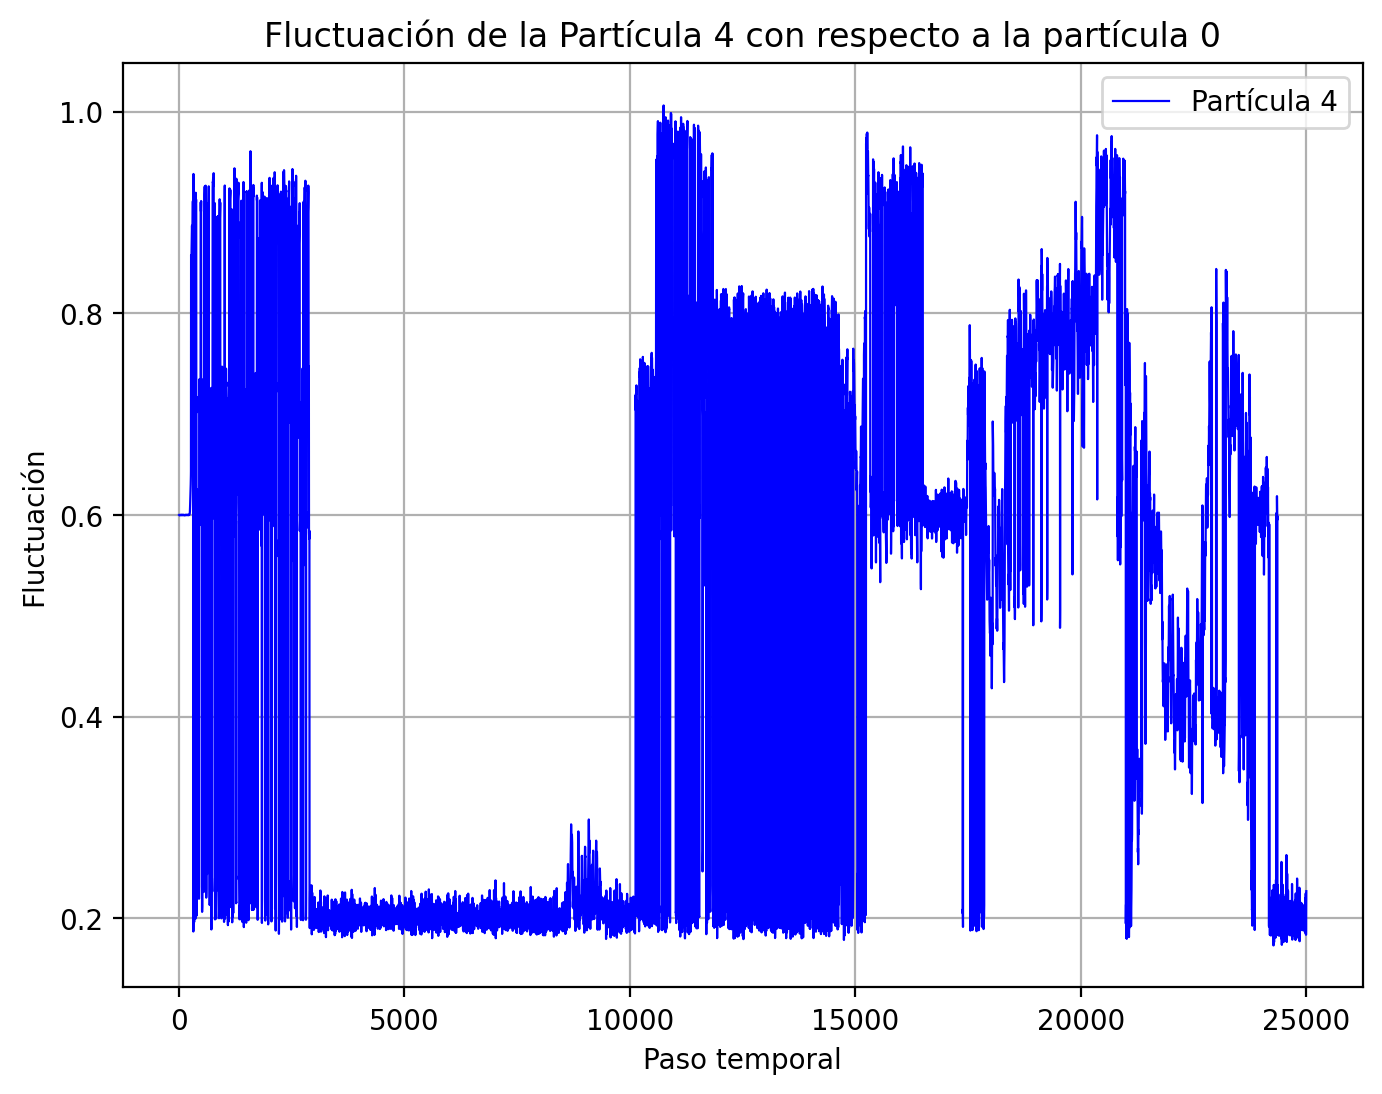 Fluctuación de la Partícula 4 con respecto a la partícula 0
Partícula 4
1.0
0.8
0.6
0.4
0.2
Fluctuación
0
5000
10000
15000
20000
25000
Paso temporal